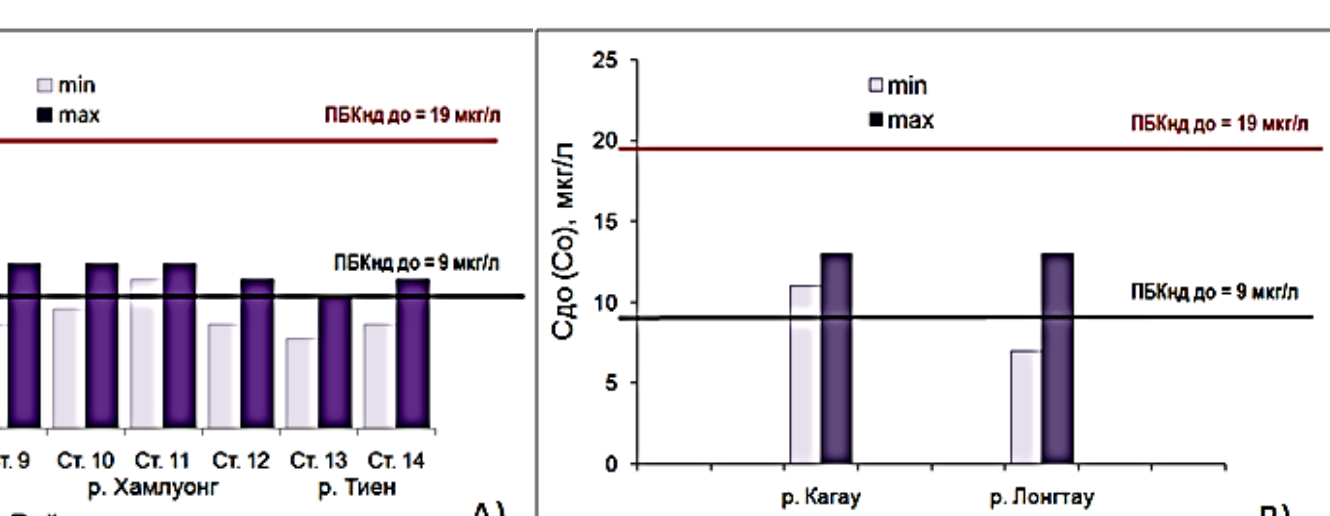 min
max
ПБКнд до = 19 мкг/л
ПБКнд до = 9 мкг/л
Ст. 10 Ст. 11 Ст. 12 Ст. 13 Ст. 14
р. Хамлуонг р. Тиен
Сдо (Co), мкг/л
25
20
15
10
5
0
min
max
ПБКнд до = 19 мкг/л
ПБКнд до = 9 мкг/л
р. Кагау р. Лонгтау